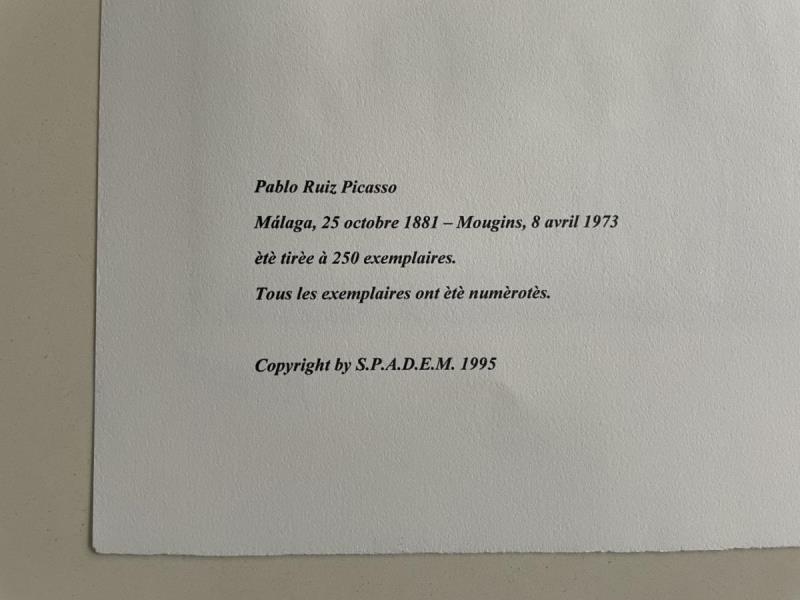 Pablo Ruiz Picasso
Málaga, 25 octobre 1881 – Mougins, 8 avril 1973
ètè tirèe à 250 exemplaires.
Tous les exemplaires ont ètè numèrotès.
Copyright by S.P.A.D.E.M. 1995